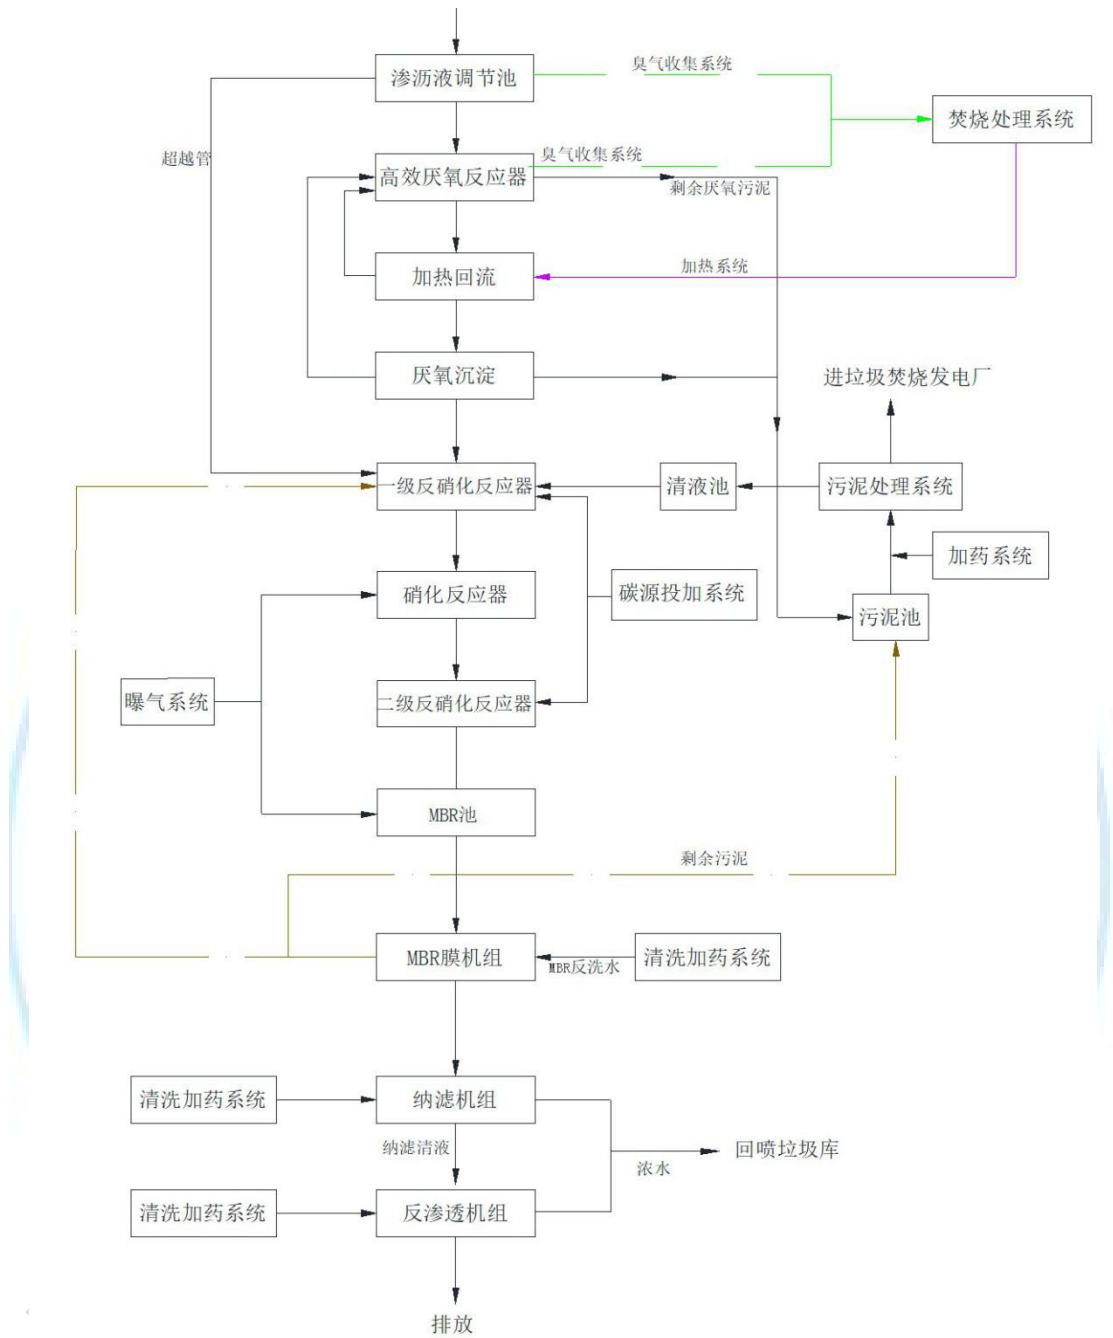 渗沥液调节池
臭气收集系统
焚烧处理系统
超越管
高效厌氧反应器
臭气收集系统
剩余厌氧污泥
加热回流
加热系统
厌氧沉淀
进垃圾焚烧发电厂
一级反硝化反应器
清液池
污泥处理系统
加药系统
硝化反应器
碳源投加系统
污泥池
曝气系统
二级反硝化反应器
MBR池
剩余污泥
MBR膜机组
MBR反洗水
清洗加药系统
清洗加药系统
纳滤机组
纳滤清液
浓水
回喷垃圾库
清洗加药系统
反渗透机组
排放